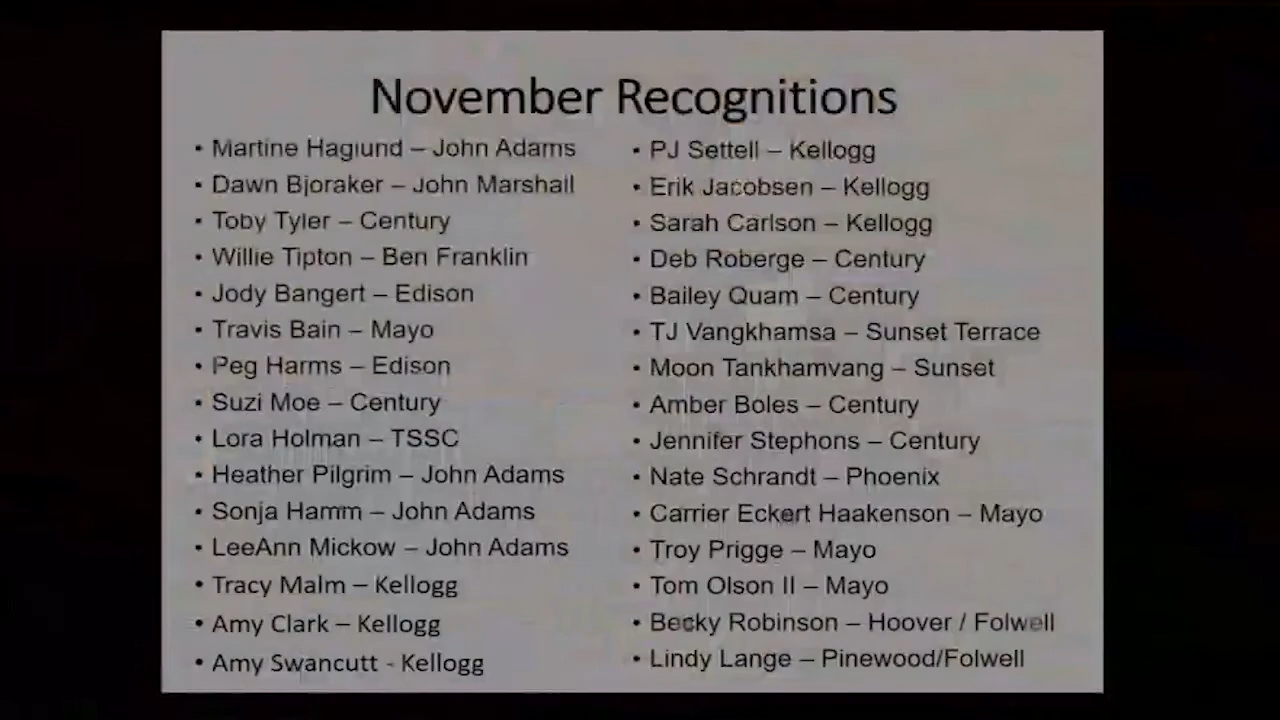 November Recognitions
• Martine Haglund – John Adams
• Dawn Bjoraker – John Marshall
• Toby Tyler – Century
• Willie Tipton – Ben Franklin
• Jody Bangert – Edison
• Travis Bain – Mayo
• Peg Harms – Edison
• Suzi Moe – Century
• Lora Holman – TSSC
• Heather Pilgrim – John Adams
• Sonja Hamm – John Adams
• LeeAnn Mickow – John Adams
• Tracy Malm – Kellogg
• Amy Clark – Kellogg
• Amy Swancutt - Kellogg
• PJ Settell – Kellogg
• Erik Jacobsen – Kellogg
• Sarah Carlson – Kellogg
• Deb Roberge – Century
• Bailey Quam – Century
• TJ Vangkhamsa – Sunset Terrace
• Moon Tankhamvang – Sunset
• Amber Boles – Century
• Jennifer Stephons – Century
• Nate Schrandt – Phoenix
• Carrier Eckert Haakenson – Mayo
• Troy Prigge – Mayo
• Tom Olson II – Mayo
• Becky Robinson – Hoover / Folwell
• Lindy Lange – Pinewood/Folwell